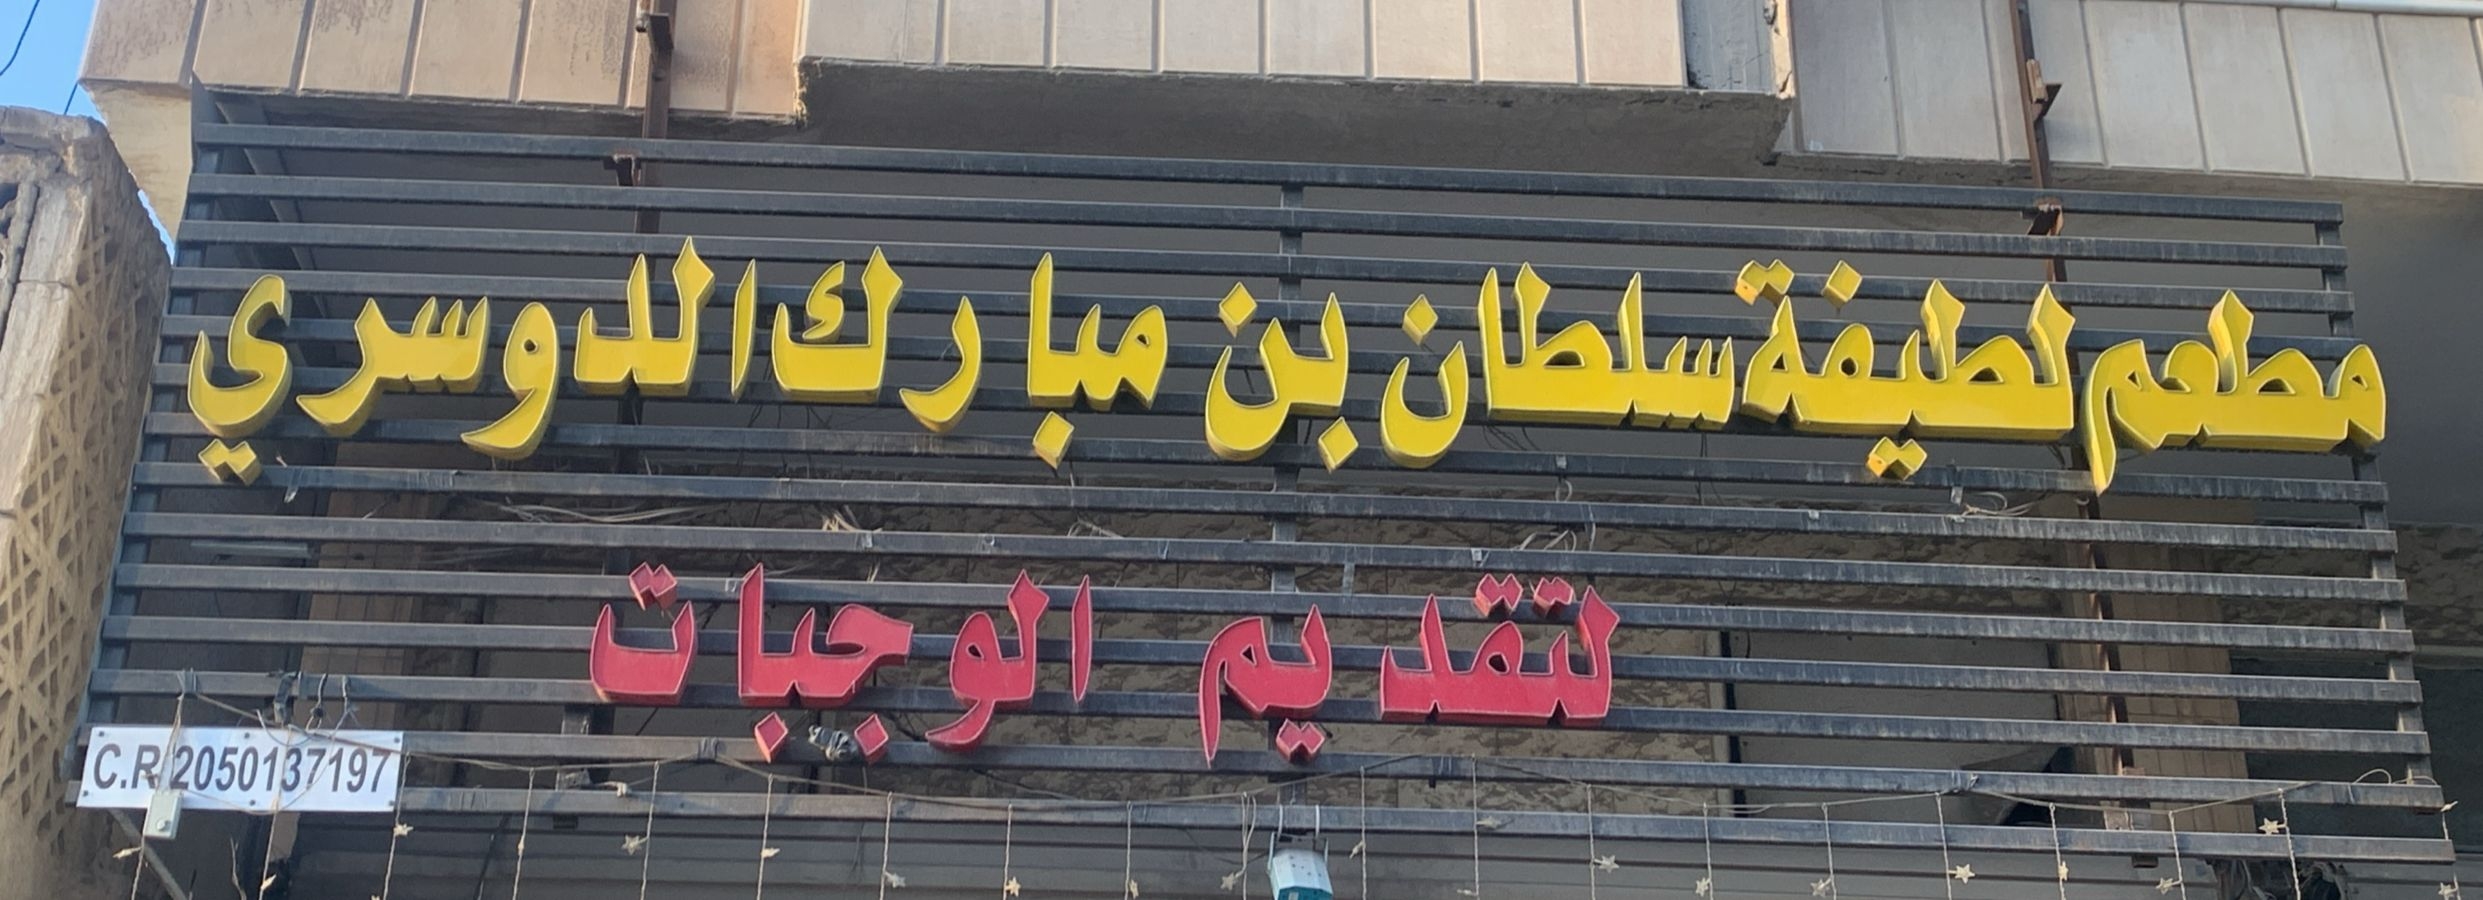 مطعم لطيفة سلطان بن مبارك الدوسري
لتقديم الوجبات
C.R 2050137197